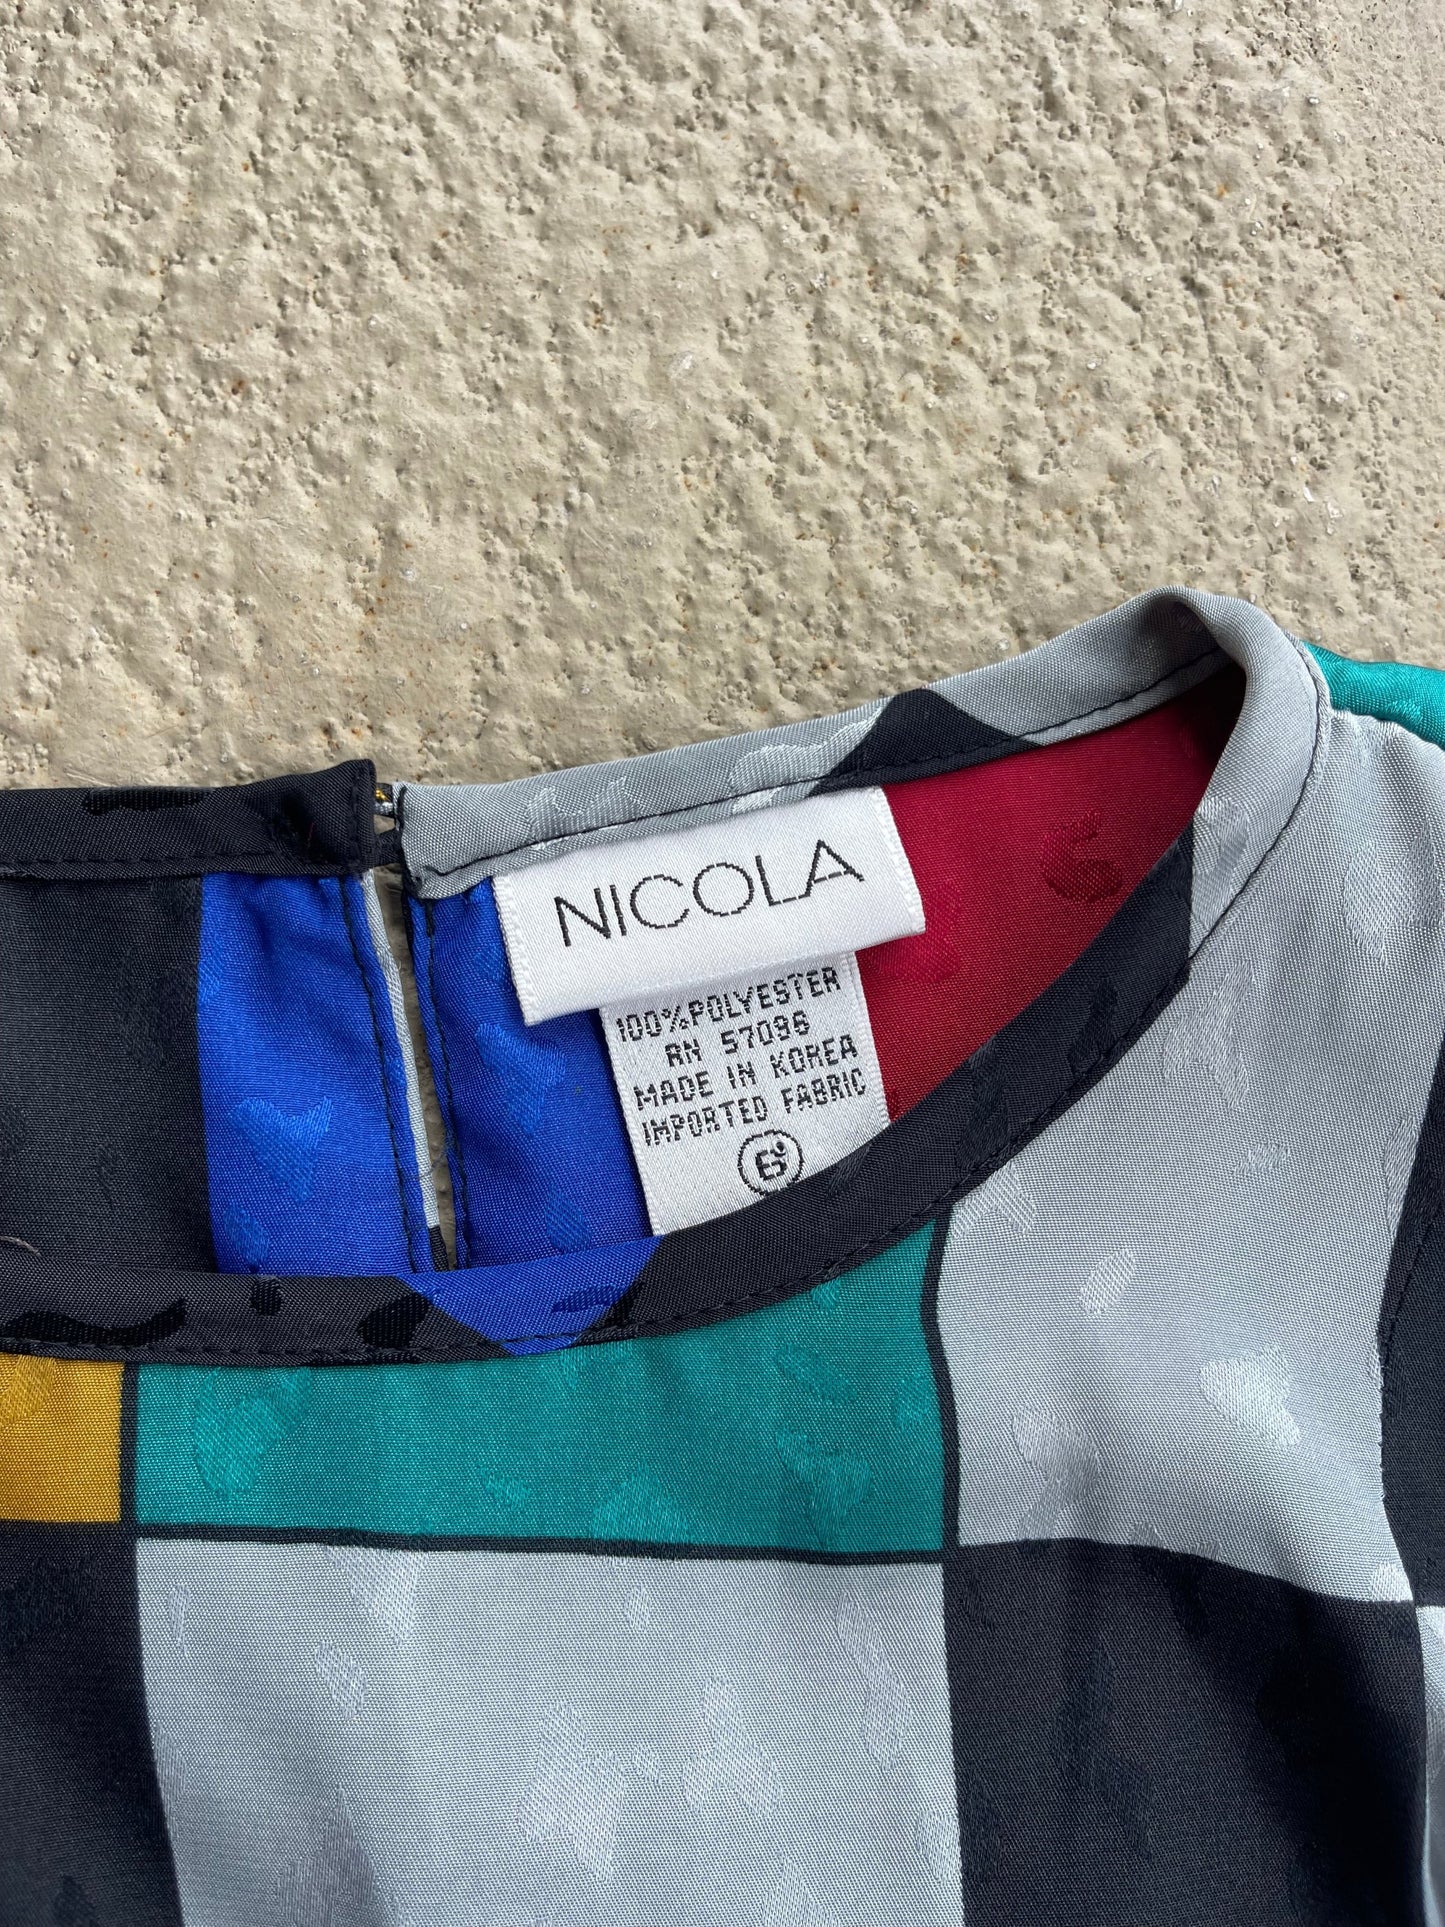 NICOLA
100%POLYESTER
RN 57096
MADE IN KOREA
IMPORTED FABRIC
6